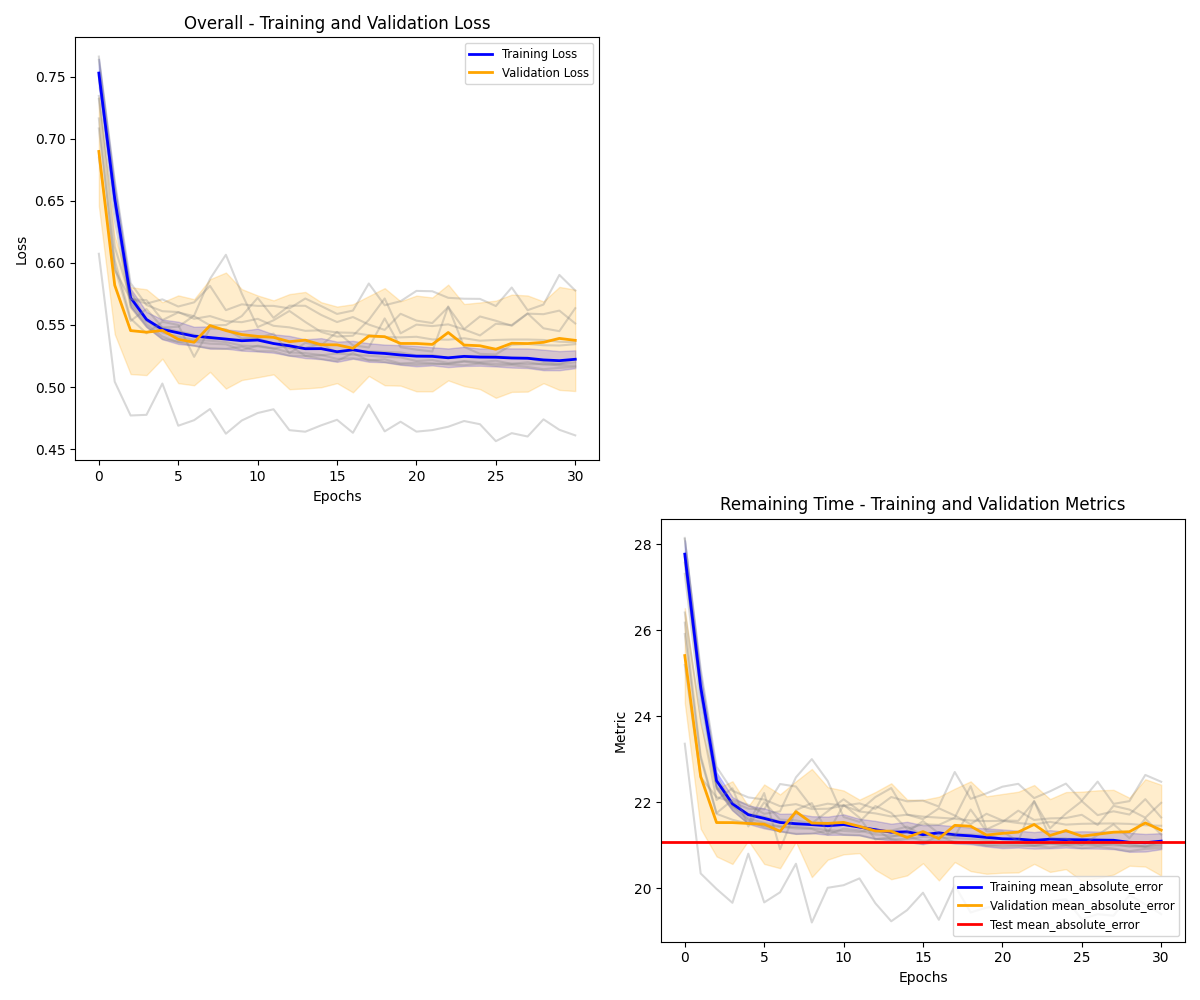 Overall - Training and Validation Loss
Training Loss
Validation Loss
Loss
0.75
0.70
0.65
0.60
0.55
0.50
0.45
0 5 10 15 20 25 30
Epochs
Remaining Time - Training and Validation Metrics
Metric
28
26
24
22
20
Training mean_absolute_error
Validation mean_absolute_error
Test mean_absolute_error
0 5 10 15 20 25 30
Epochs